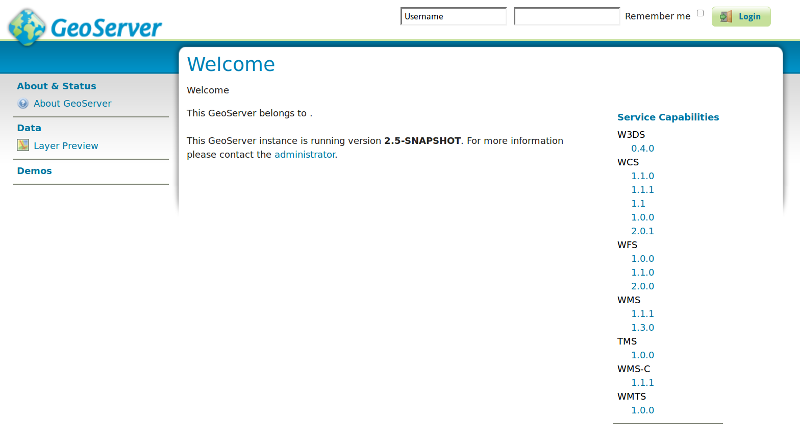 GeoServer
Username
Remember me
Login
About & Status
About GeoServer
Data
Layer Preview
Demos
Welcome
Welcome
This GeoServer belongs to .
This GeoServer instance is running version 2.5-SNAPSHOT. For more information
please contact the administrator.
Service Capabilities
W3DS
0.4.0
WCS
1.1.0
1.1.1
1.1
1.0.0
2.0.1
WFS
1.0.0
1.1.0
2.0.0
WMS
1.1.1
1.3.0
TMS
1.0.0
WMS-C
1.1.1
WMTS
1.0.0